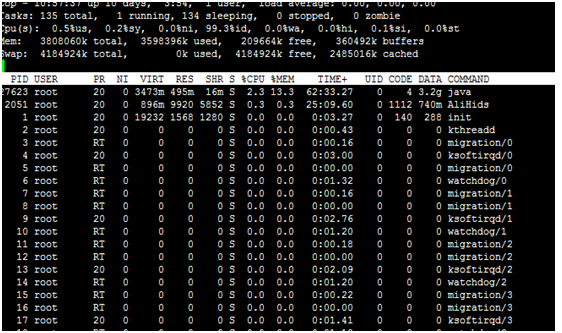 top - 10:57:37 up 10 days, 3:54, 1 user, load average: 0.00, 0.00, 0.00
Tasks: 135 total, 1 running, 134 sleeping, 0 stopped, 0 zombie
Cpu(s): 0.5%us, 0.2%sy, 0.0%ni, 99.3%id, 0.0%wa, 0.0%hi, 0.1%si, 0.0%st
Mem: 3808060k total, 3598396k used, 209664k free, 360492k buffers
Swap: 4184924k total, 0k used, 4184924k free, 2485016k cached
PID USER PR NI VIRT RES SHR S %CPU %MEM TIME+ UID CODE DATA COMMAND
27623 root 20 0 3473m 495m 16m S 2.3 13.3 62:33.27 0 4 3.2g java
2051 root 20 0 896m 9920 5852 S 0.3 0.3 25:09.60 0 1112 740m AliHids
1 root 20 0 19232 1568 1280 S 0.0 0.0 0:03.27 0 140 288 init
2 root 20 0 0 0 0 S 0.0 0.0 0:00.43 0 0 0 kthreadd
3 root RT 0 0 0 0 S 0.0 0.0 0:00.16 0 0 0 migration/0
4 root 20 0 0 0 0 S 0.0 0.0 0:03.00 0 0 0 ksoftirqd/0
5 root RT 0 0 0 0 S 0.0 0.0 0:00.00 0 0 0 migration/0
6 root RT 0 0 0 0 S 0.0 0.0 0:01.32 0 0 0 watchdog/0
7 root RT 0 0 0 0 S 0.0 0.0 0:00.16 0 0 0 migration/1
8 root RT 0 0 0 0 S 0.0 0.0 0:00.00 0 0 0 migration/1
9 root 20 0 0 0 0 S 0.0 0.0 0:02.76 0 0 0 ksoftirqd/1
10 root RT 0 0 0 0 S 0.0 0.0 0:01.20 0 0 0 watchdog/1
11 root RT 0 0 0 0 S 0.0 0.0 0:00.18 0 0 0 migration/2
12 root RT 0 0 0 0 S 0.0 0.0 0:00.00 0 0 0 migration/2
13 root 20 0 0 0 0 S 0.0 0.0 0:02.09 0 0 0 ksoftirqd/2
14 root RT 0 0 0 0 S 0.0 0.0 0:01.20 0 0 0 watchdog/2
15 root RT 0 0 0 0 S 0.0 0.0 0:00.22 0 0 0 migration/3
16 root RT 0 0 0 0 S 0.0 0.0 0:00.00 0 0 0 migration/3
17 root 20 0 0 0 0 S 0.0 0.0 0:01.41 0 0 0 ksoftirqd/3